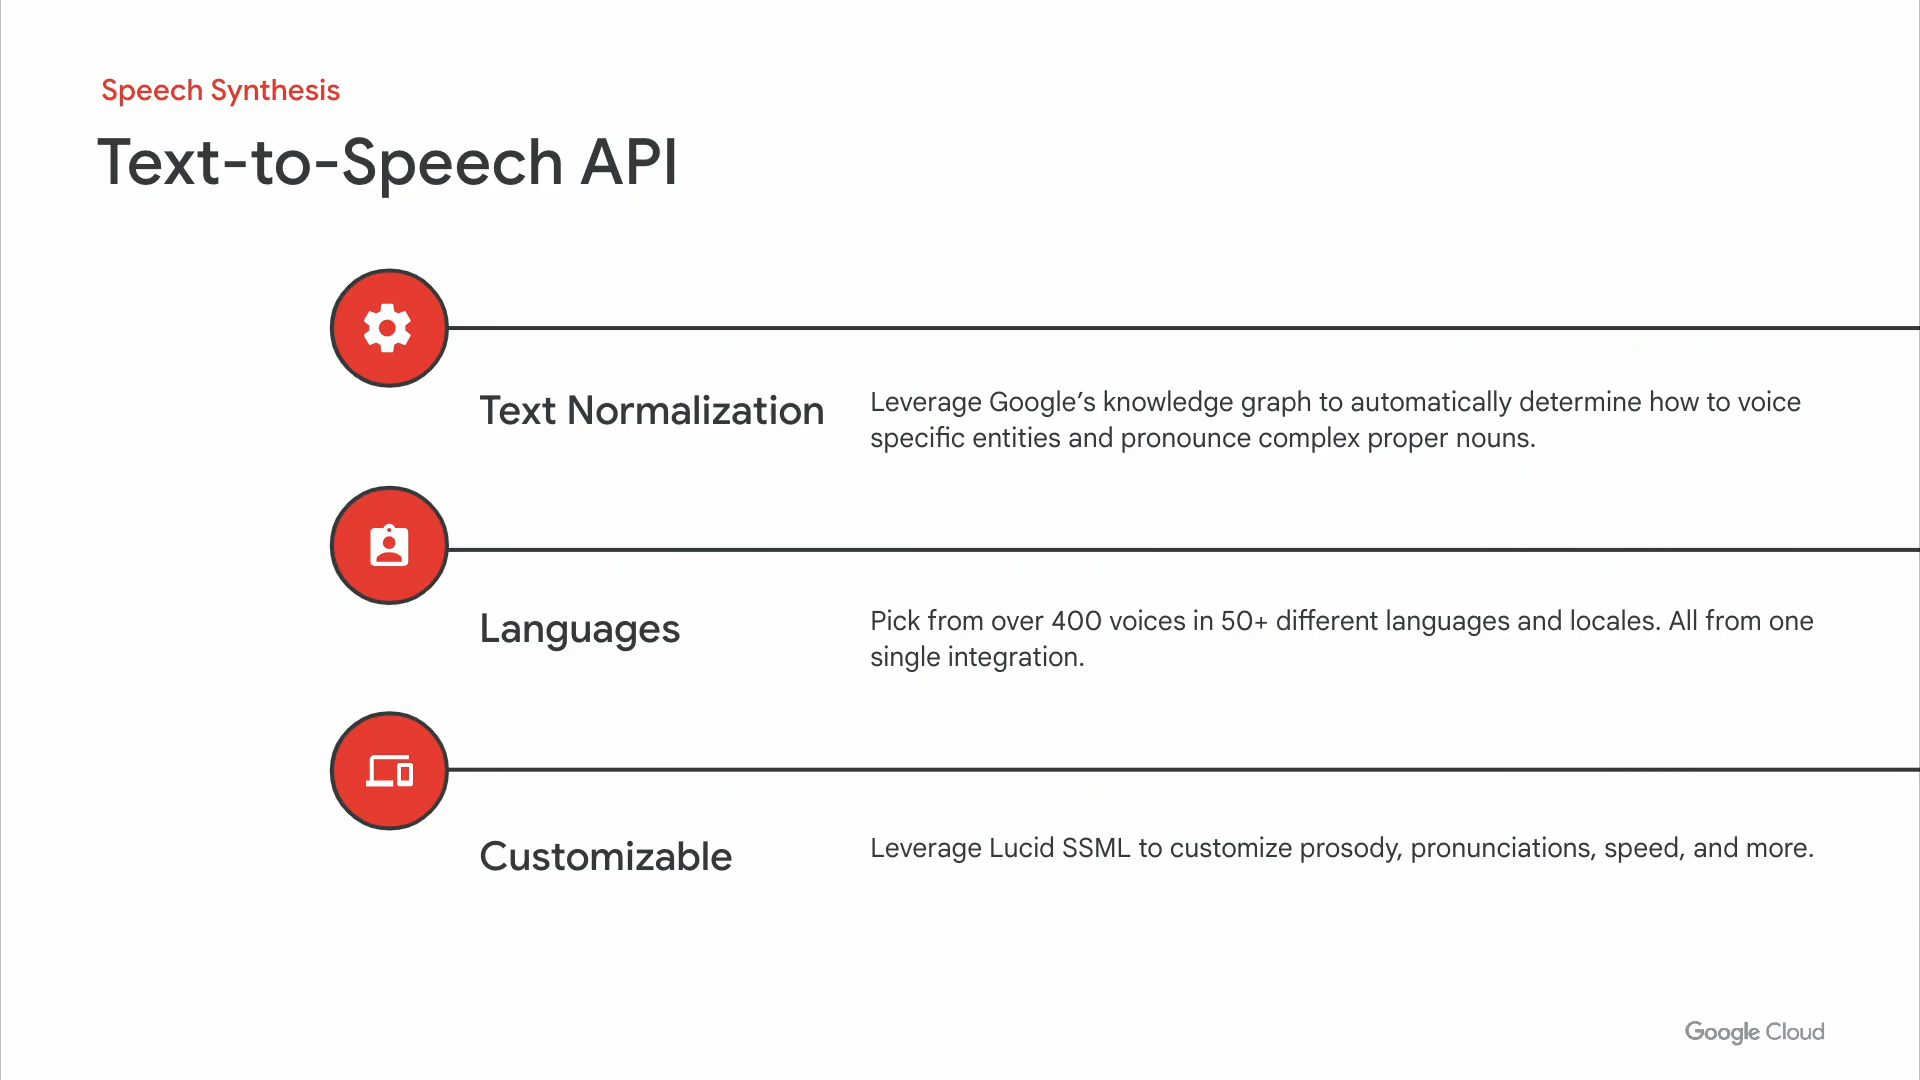 Speech Synthesis
Text-to-Speech API
Text Normalization
Leverage Google’s knowledge graph to automatically determine how to voice
specific entities and pronounce complex proper nouns.
Languages
Pick from over 400 voices in 50+ different languages and locales. All from one
single integration.
Customizable
Leverage Lucid SSML to customize prosody, pronunciations, speed, and more.
Google Cloud